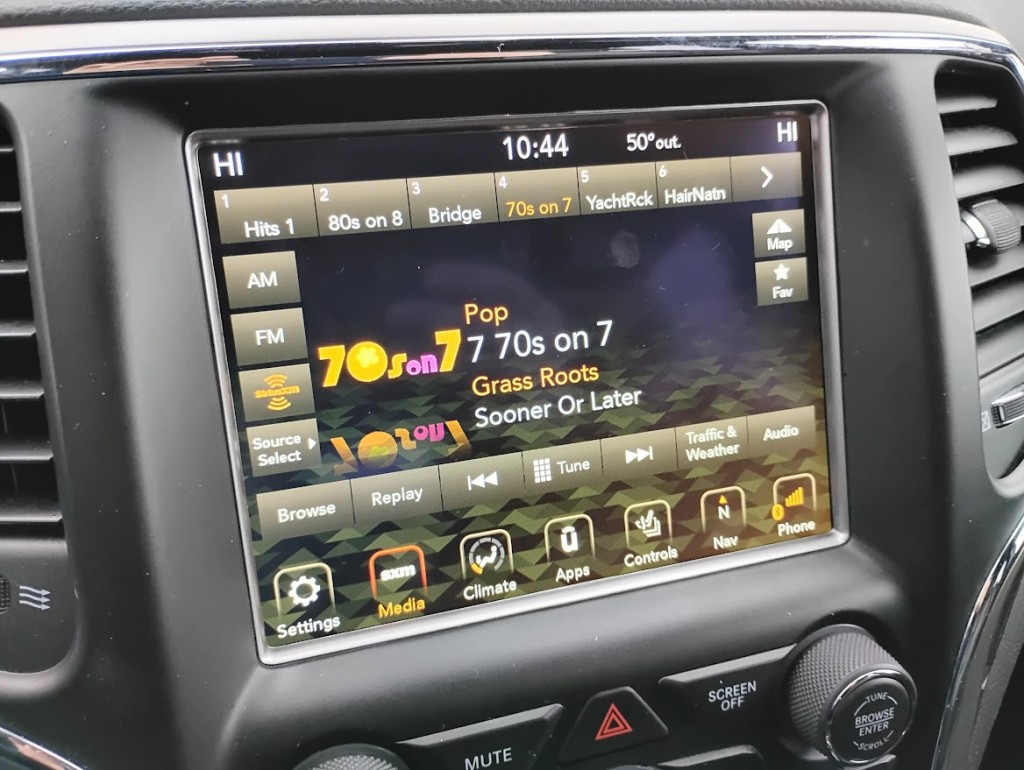 HI 10:44 50° out. HI
1 Hits 1 2 80s on 8 3 Bridge 4 70s on 7 5 YachtRck 6 HairNatn
Map
AM
Fav
Pop
FM
70s on 7 7 70s on 7
Grass Roots
SiriusXM
Sooner Or Later
Source
Select
Browse Replay Tune Traffic & Audio
Weather
Settings sxm Media Climate Apps Controls N Nav Phone
MUTE
SCREEN
OFF
TUNE
BROWSE
ENTER
SCROLL